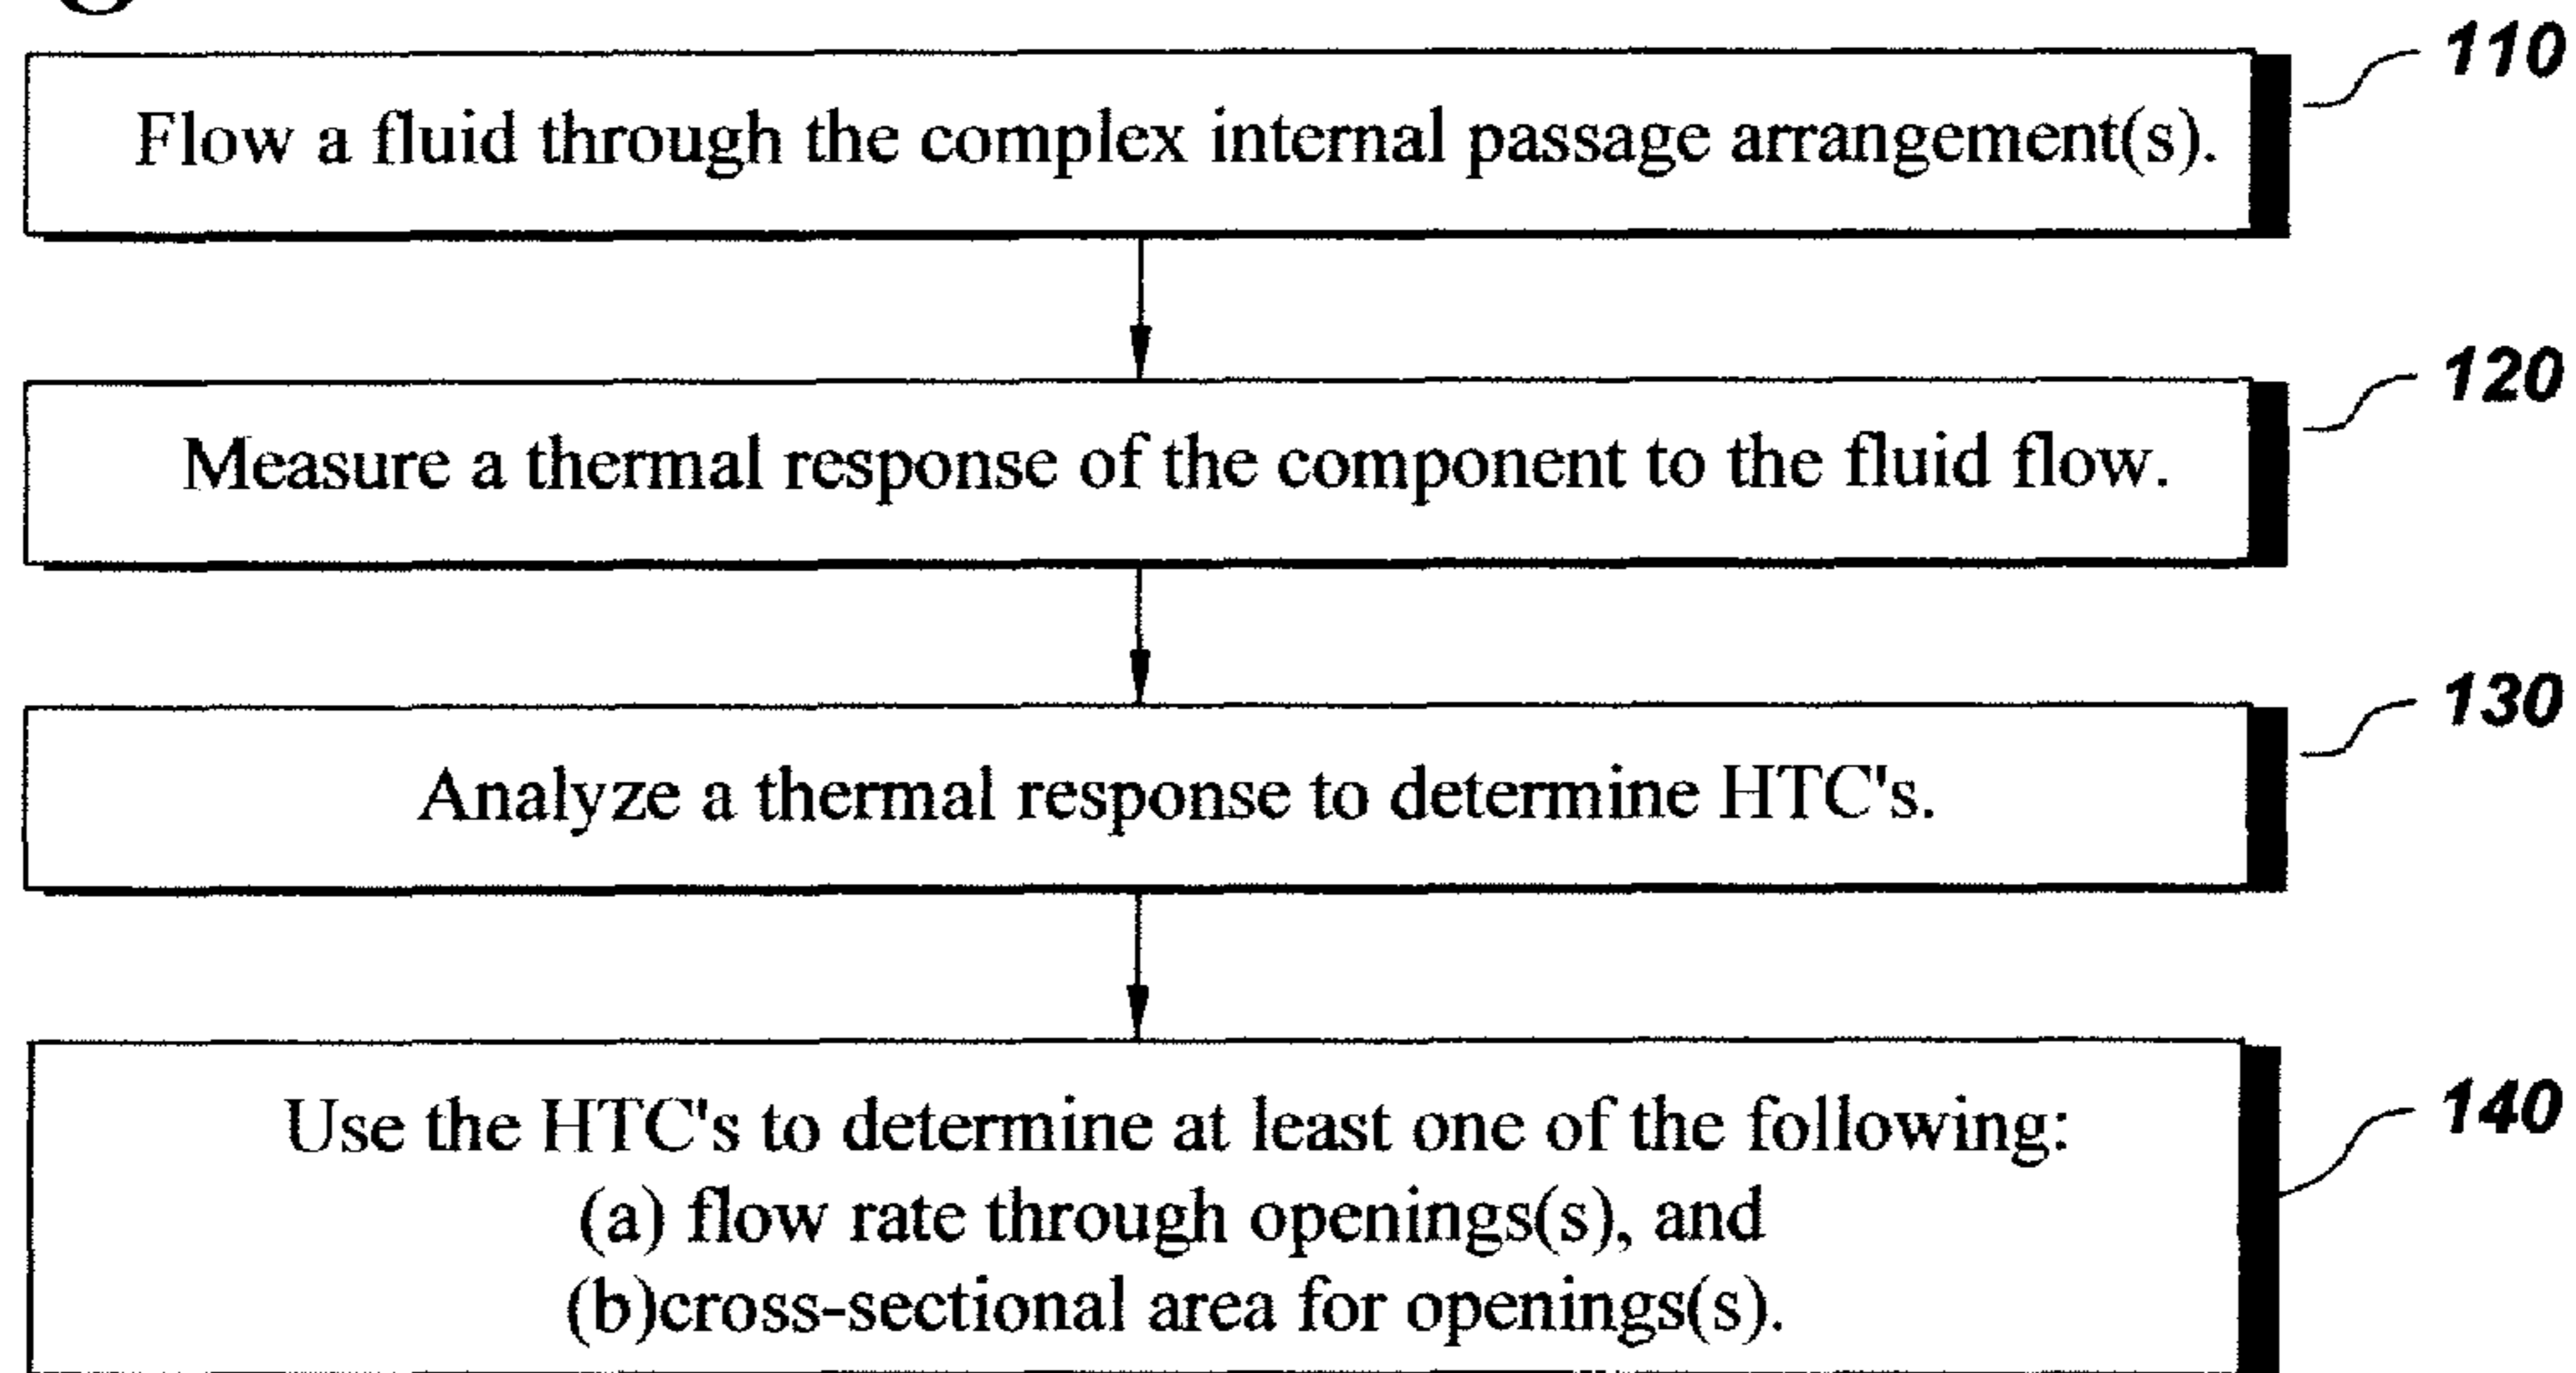 110
Flow a fluid through the complex internal passage arrangement(s).
120
Measure a thermal response of the component to the fluid flow.
130
Analyze a thermal response to determine HTC's.
140
Use the HTC's to determine at least one of the following:
(a) flow rate through openings(s), and
(b)cross-sectional area for openings(s).